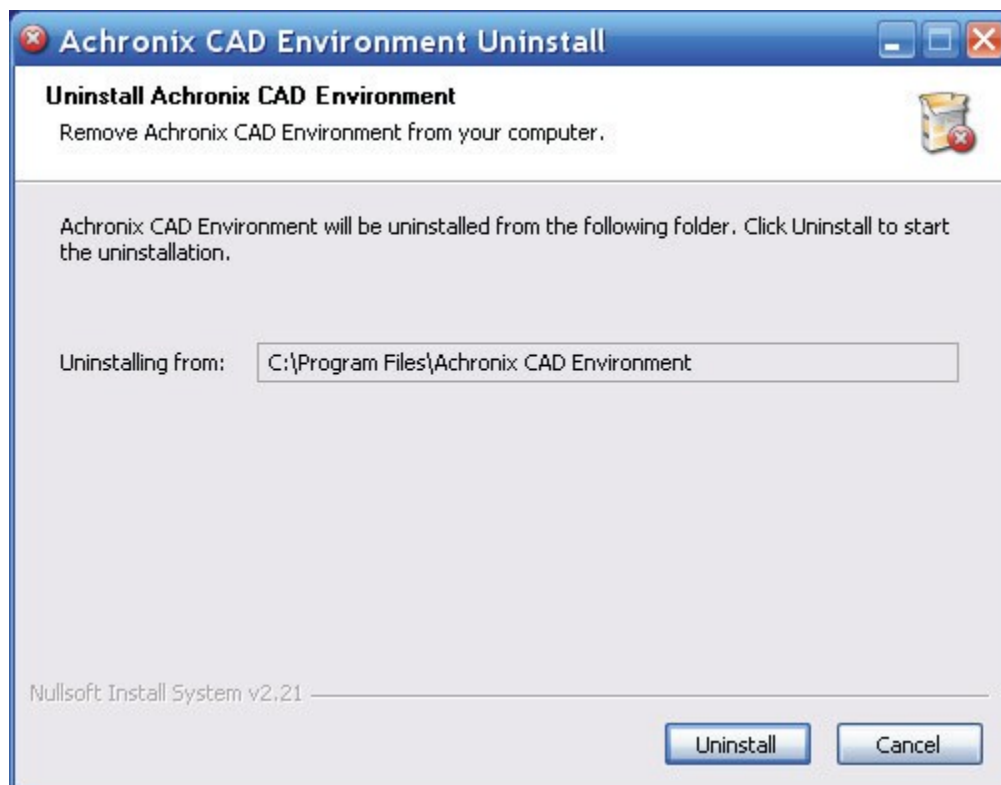 Achronix CAD Environment Uninstall
Uninstall Achronix CAD Environment
Remove Achronix CAD Environment from your computer.
Achronix CAD Environment will be uninstalled from the following folder. Click Uninstall to start
the uninstallation.
Uninstalling from: C:\Program Files\Achronix CAD Environment
Nullsoft Install System v2.21
Uninstall Cancel